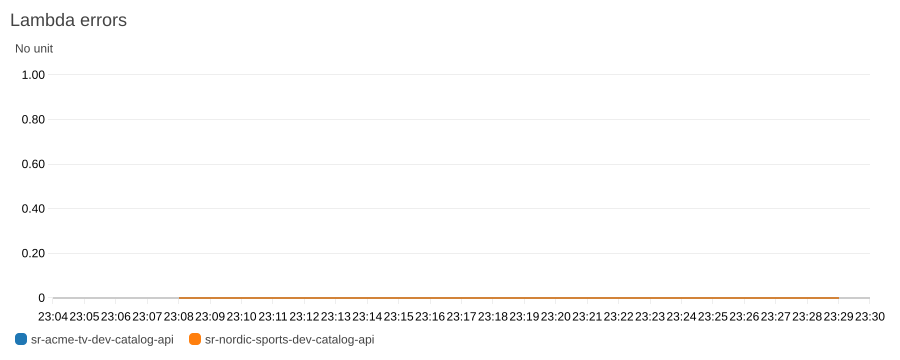 Lambda errors
No unit
1.00
0.80
0.60
0.40
0.20
0
23:04 23:05 23:06 23:07 23:08 23:09 23:10 23:11 23:12 23:13 23:14 23:15 23:16 23:17 23:18 23:19 23:20 23:21 23:22 23:23 23:24 23:25 23:26 23:27 23:28 23:29 23:30
sr-acme-tv-dev-catalog-api sr-nordic-sports-dev-catalog-api